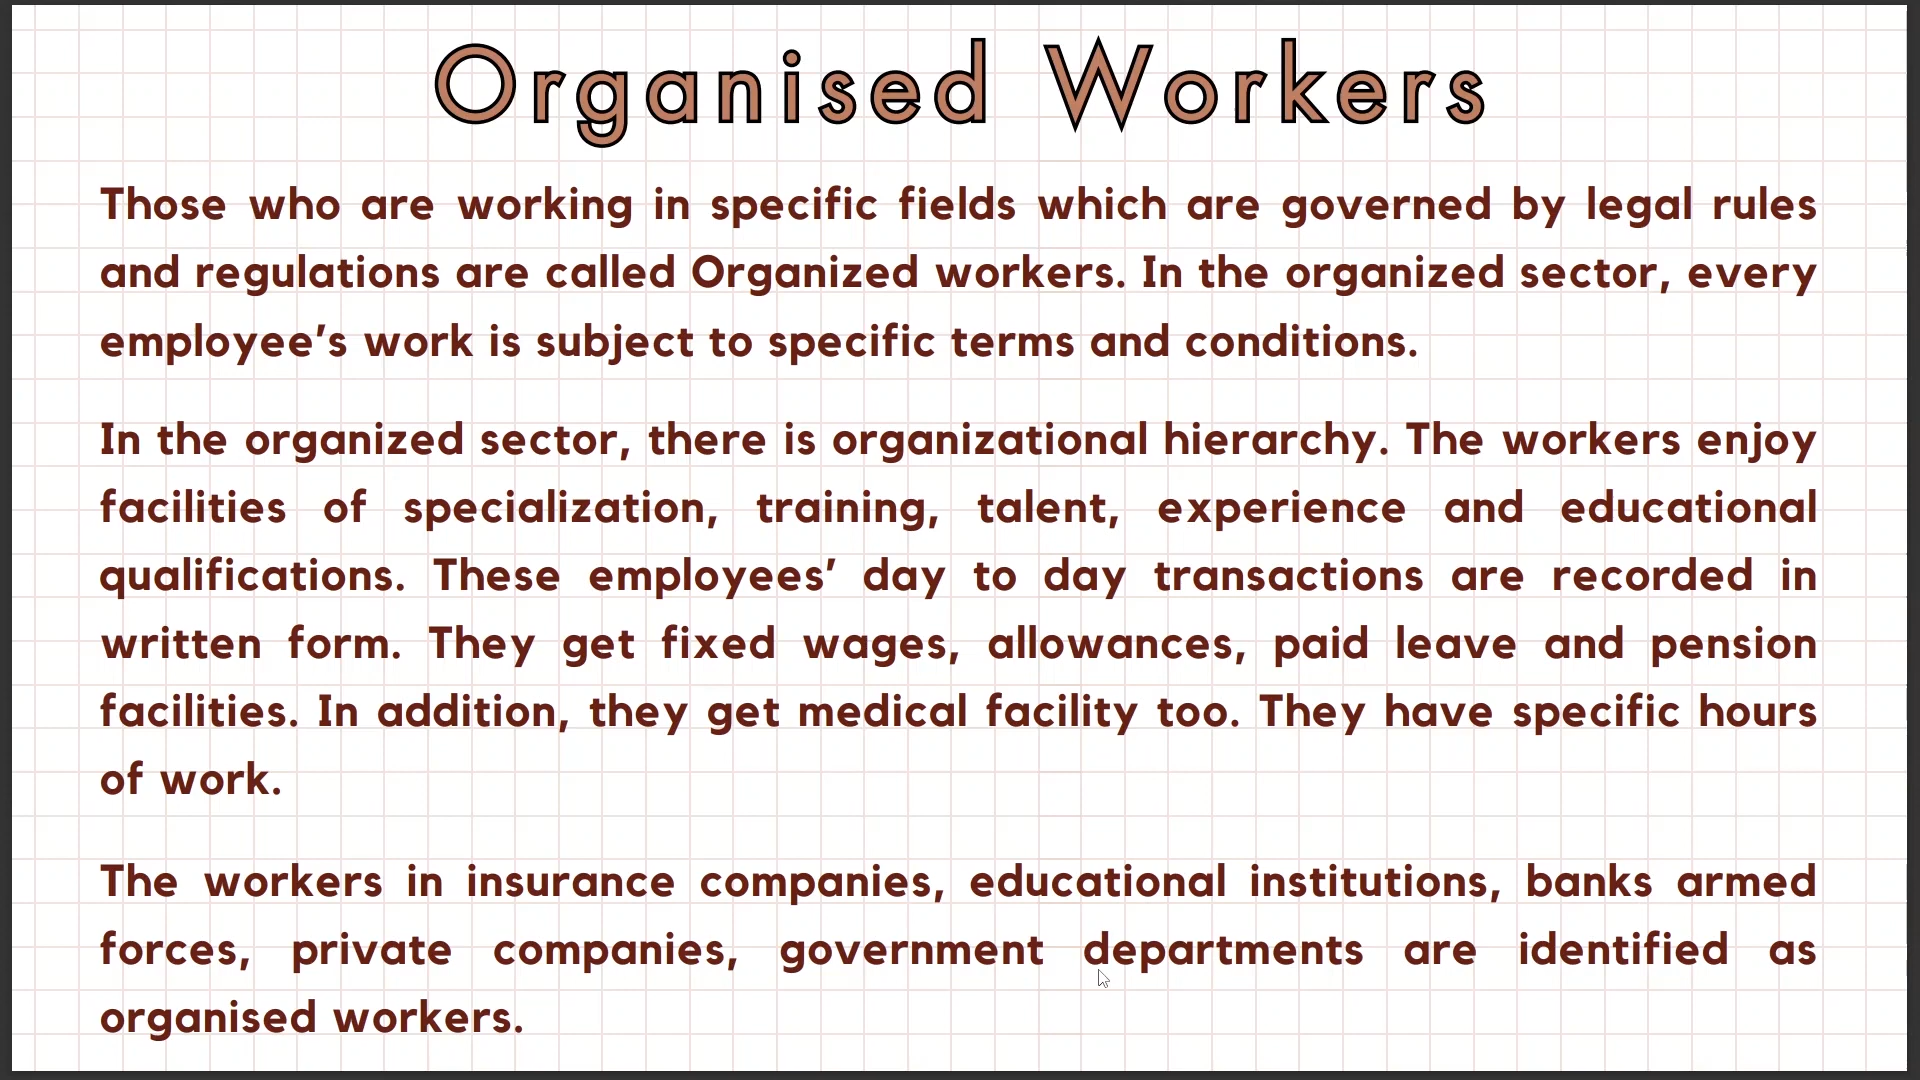 Organised Workers
Those who are working in specific fields which are governed by legal rules
and regulations are called Organized workers. In the organized sector, every
employee’s work is subject to specific terms and conditions.
In the organized sector, there is organizational hierarchy. The workers enjoy
facilities of specialization, training, talent, experience and educational
qualifications. These employees’ day to day transactions are recorded in
written form. They get fixed wages, allowances, paid leave and pension
facilities. In addition, they get medical facility too. They have specific hours
of work.
The workers in insurance companies, educational institutions, banks armed
forces, private companies, government departments are identified as
organised workers.